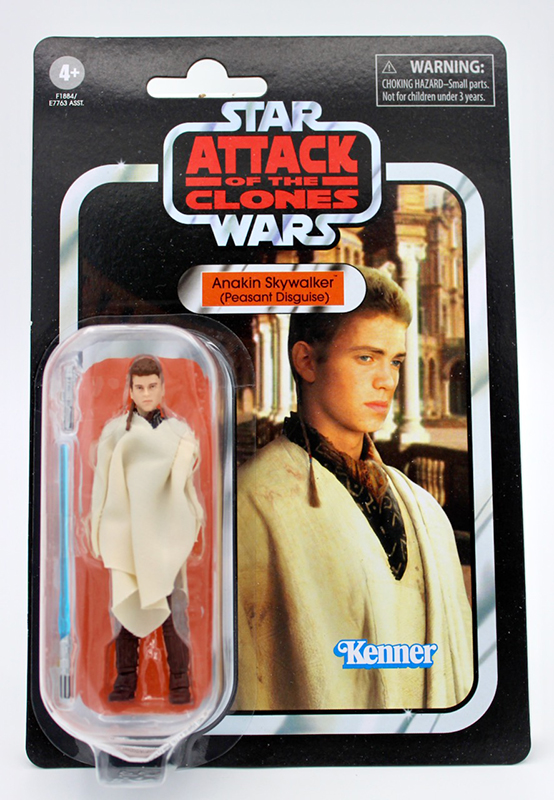 4+
F1884/
E7763 ASST.
⚠ WARNING:
CHOKING HAZARD–Small parts.
Not for children under 3 years.
STAR
ATTACK
OF THE
CLONES
WARS
Anakin Skywalker™
(Peasant Disguise)
Kenner